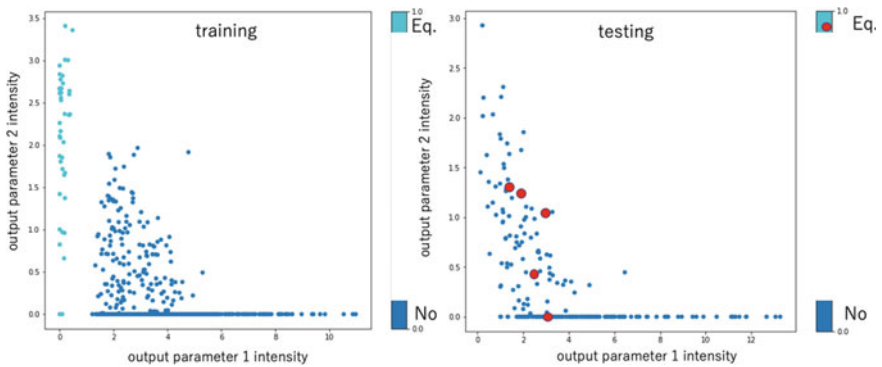 training
output parameter 2 intensity
3.5
3.0
2.5
2.0
1.5
1.0
0.5
0.0
0 2 4 6 8 10
output parameter 1 intensity
1.0
Eq.
No
0.0
testing
output parameter 2 intensity
3.0
2.5
2.0
1.5
1.0
0.5
0.0
0 2 4 6 8 10 12
output parameter 1 intensity
1.0
Eq.
No
0.0